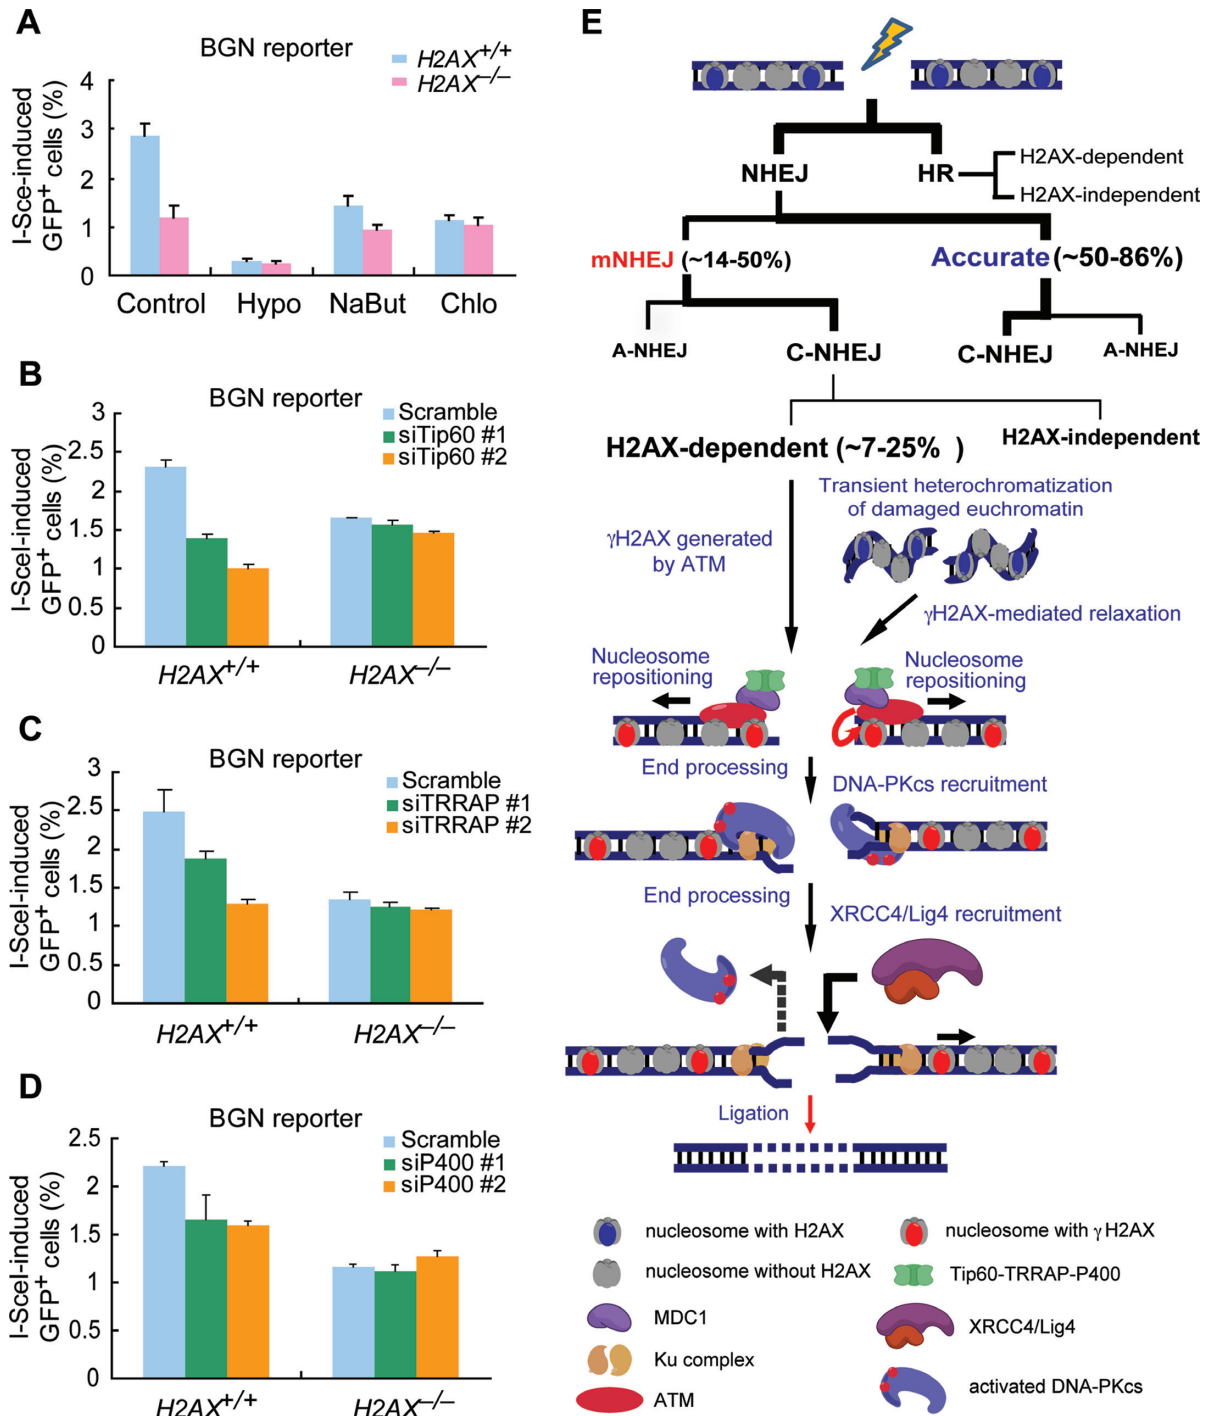 A
BGN reporter
H2AX+/+
H2AX–/–
I-Sce-induced
GFP+ cells (%)
4
3
2
1
0
Control
Hypo
NaBut
Chlo
B
BGN reporter
Scramble
siTip60 #1
siTip60 #2
I-SceI-induced
GFP+ cells (%)
3
2.5
2
1.5
1
0.5
0
H2AX+/+
H2AX–/–
C
BGN reporter
Scramble
siTRRAP #1
siTRRAP #2
I-SceI-induced
GFP+ cells (%)
3
2.5
2
1.5
1
0.5
0
H2AX+/+
H2AX–/–
D
BGN reporter
Scramble
siP400 #1
siP400 #2
I-SceI-induced
GFP+ cells (%)
2.5
2
1.5
1
0.5
0
H2AX+/+
H2AX–/–
E
NHEJ
HR
H2AX-dependent
H2AX-independent
mNHEJ (~14-50%)
Accurate (~50-86%)
A-NHEJ
C-NHEJ
C-NHEJ
A-NHEJ
H2AX-dependent (~7-25% )
H2AX-independent
Transient heterochromatization
of damaged euchromatin
γH2AX generated
by ATM
γH2AX-mediated relaxation
Nucleosome
repositioning
Nucleosome
repositioning
End processing
DNA-PKcs recruitment
End processing
XRCC4/Lig4 recruitment
Ligation
nucleosome with H2AX
nucleosome with γ H2AX
nucleosome without H2AX
Tip60-TRRAP-P400
MDC1
XRCC4/Lig4
Ku complex
activated DNA-PKcs
ATM